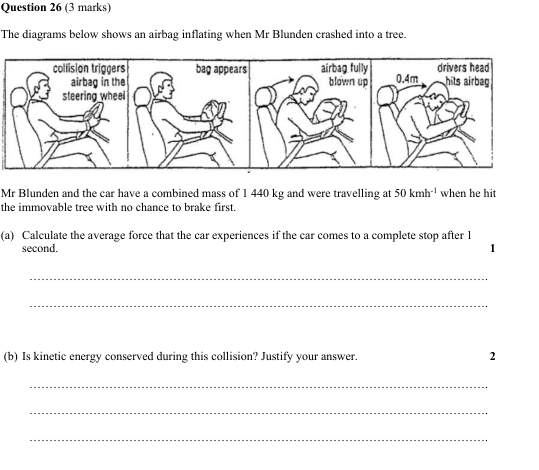 Question 26 (3 marks)
The diagrams below shows an airbag inflating when Mr Blunden crashed into a tree.
collision triggers
airbag in the
steering wheel
bag appears
airbag fully
blown up
0.4m
drivers head
hits airbag
Mr Blunden and the car have a combined mass of 1 440 kg and were travelling at 50 kmh⁻¹ when he hit
the immovable tree with no chance to brake first.
(a) Calculate the average force that the car experiences if the car comes to a complete stop after 1
second. 1
(b) Is kinetic energy conserved during this collision? Justify your answer. 2